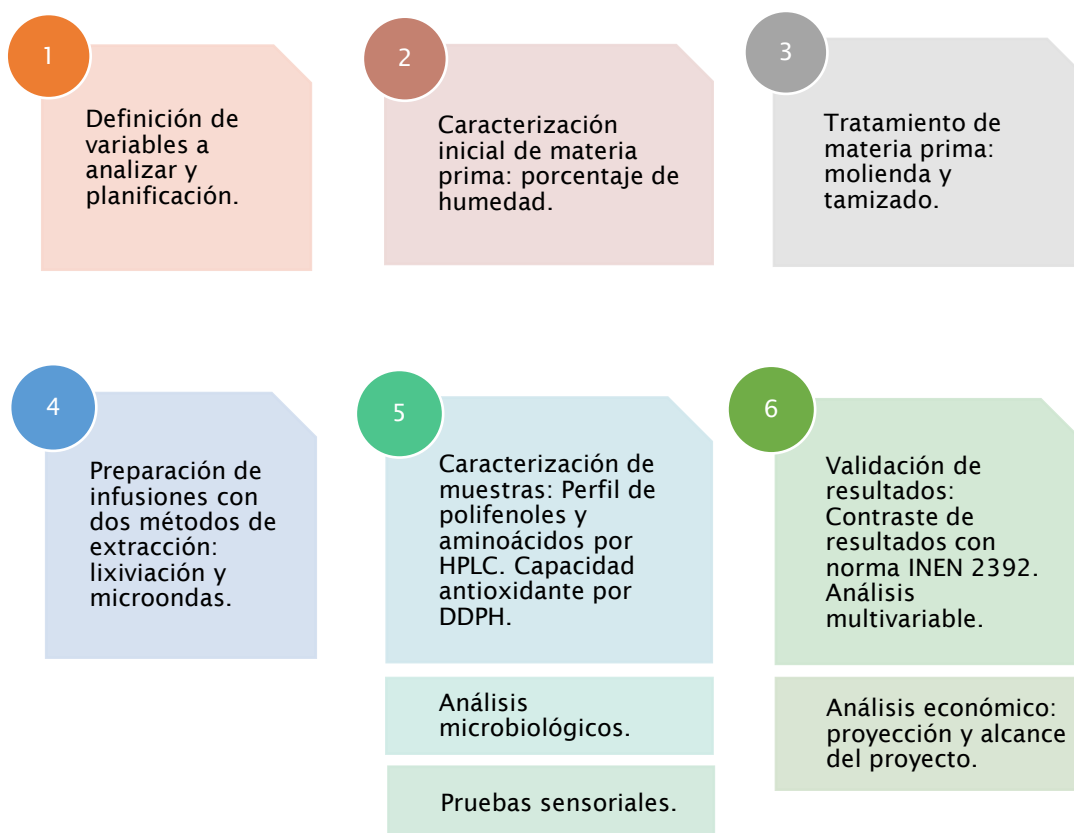 1
Definición de
variables a
analizar y
planificación.
2
Caracterización
inicial de materia
prima: porcentaje de
humedad.
3
Tratamiento de
materia prima:
molienda y
tamizado.
4
Preparación de
infusiones con
dos métodos de
extracción:
lixiviación y
microondas.
5
Caracterización de
muestras: Perfil de
polifenoles y
aminoácidos por
HPLC. Capacidad
antioxidante por
DDPH.
Análisis
microbiológicos.
Pruebas sensoriales.
6
Validación de
resultados:
Contraste de
resultados con
norma INEN 2392.
Análisis
multivariable.
Análisis económico:
proyección y alcance
del proyecto.